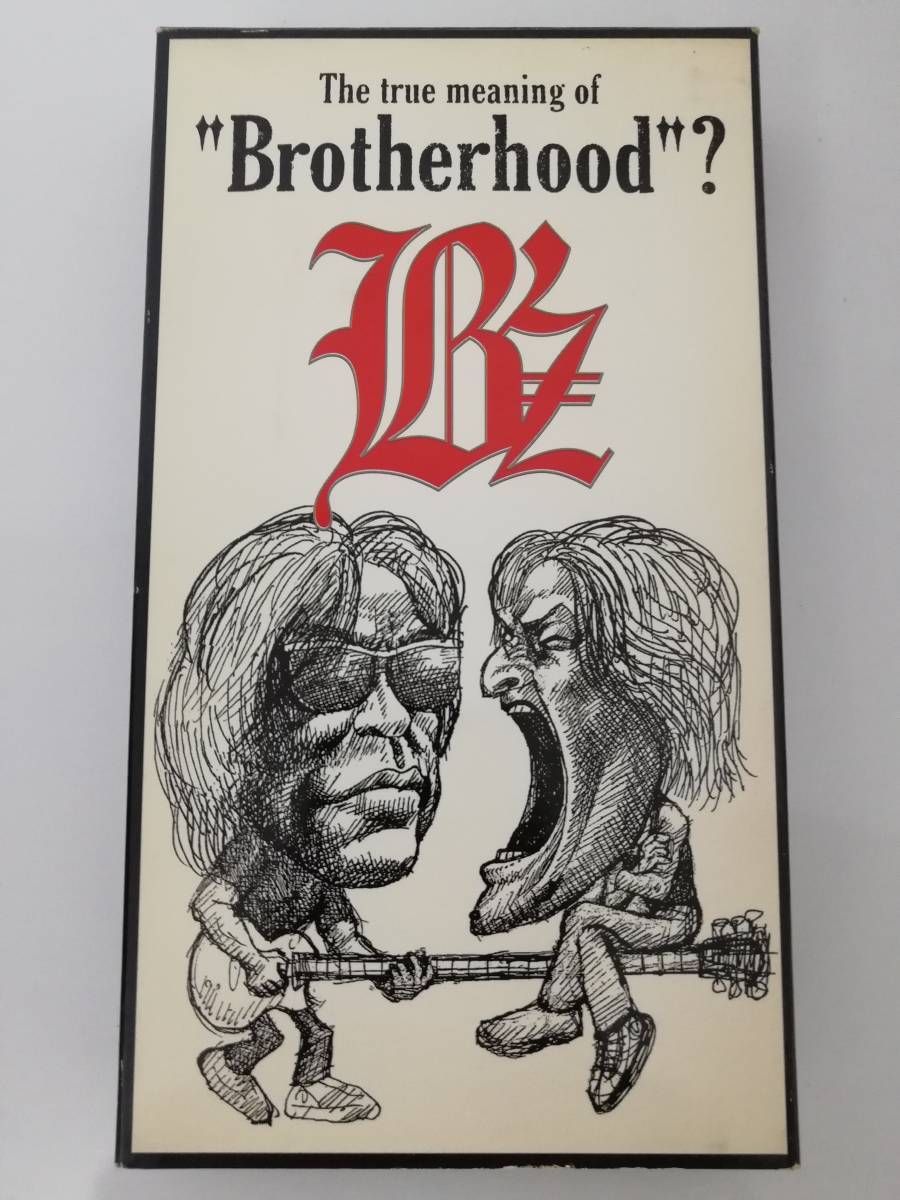 The true meaning of
"Brotherhood"?
B'z